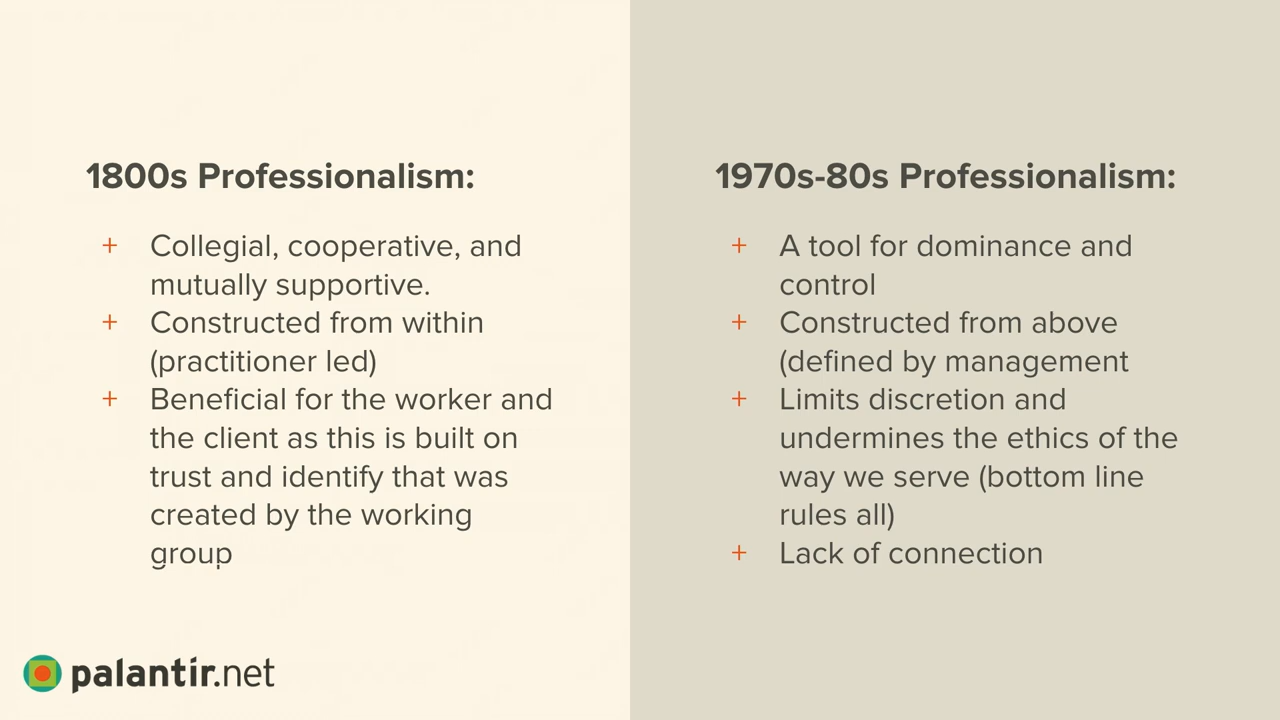 1800s Professionalism:
+ Collegial, cooperative, and
mutually supportive.
+ Constructed from within
(practitioner led)
+ Beneficial for the worker and
the client as this is built on
trust and identify that was
created by the working
group
1970s-80s Professionalism:
+ A tool for dominance and
control
+ Constructed from above
(defined by management
+ Limits discretion and
undermines the ethics of the
way we serve (bottom line
rules all)
+ Lack of connection
palantir.net